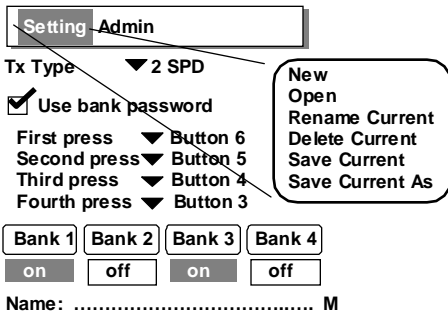 Setting Admin
Tx Type 2 SPD
Use bank password
First press Button 6
Second press Button 5
Third press Button 4
Fourth press Button 3
New
Open
Rename Current
Delete Current
Save Current
Save Current As
Bank 1 Bank 2 Bank 3 Bank 4
on off on off
Name: ……………………………..…. M